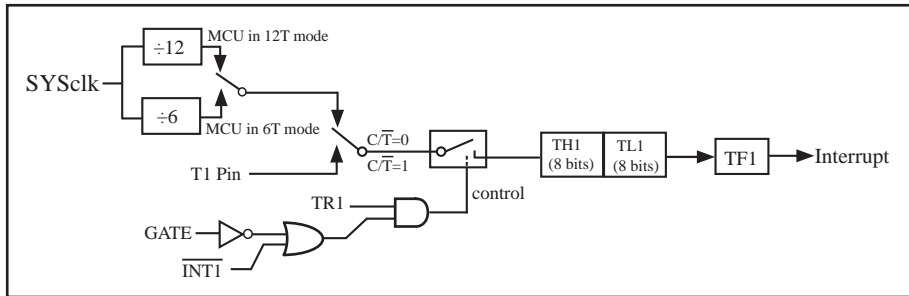 ÷12
MCU in 12T mode
SYSclk
÷6
MCU in 6T mode
C/T̅=0
C/T̅=1
T1 Pin
TH1
(8 bits)
TL1
(8 bits)
TF1
Interrupt
control
TR1
GATE
I̅N̅T̅1̅